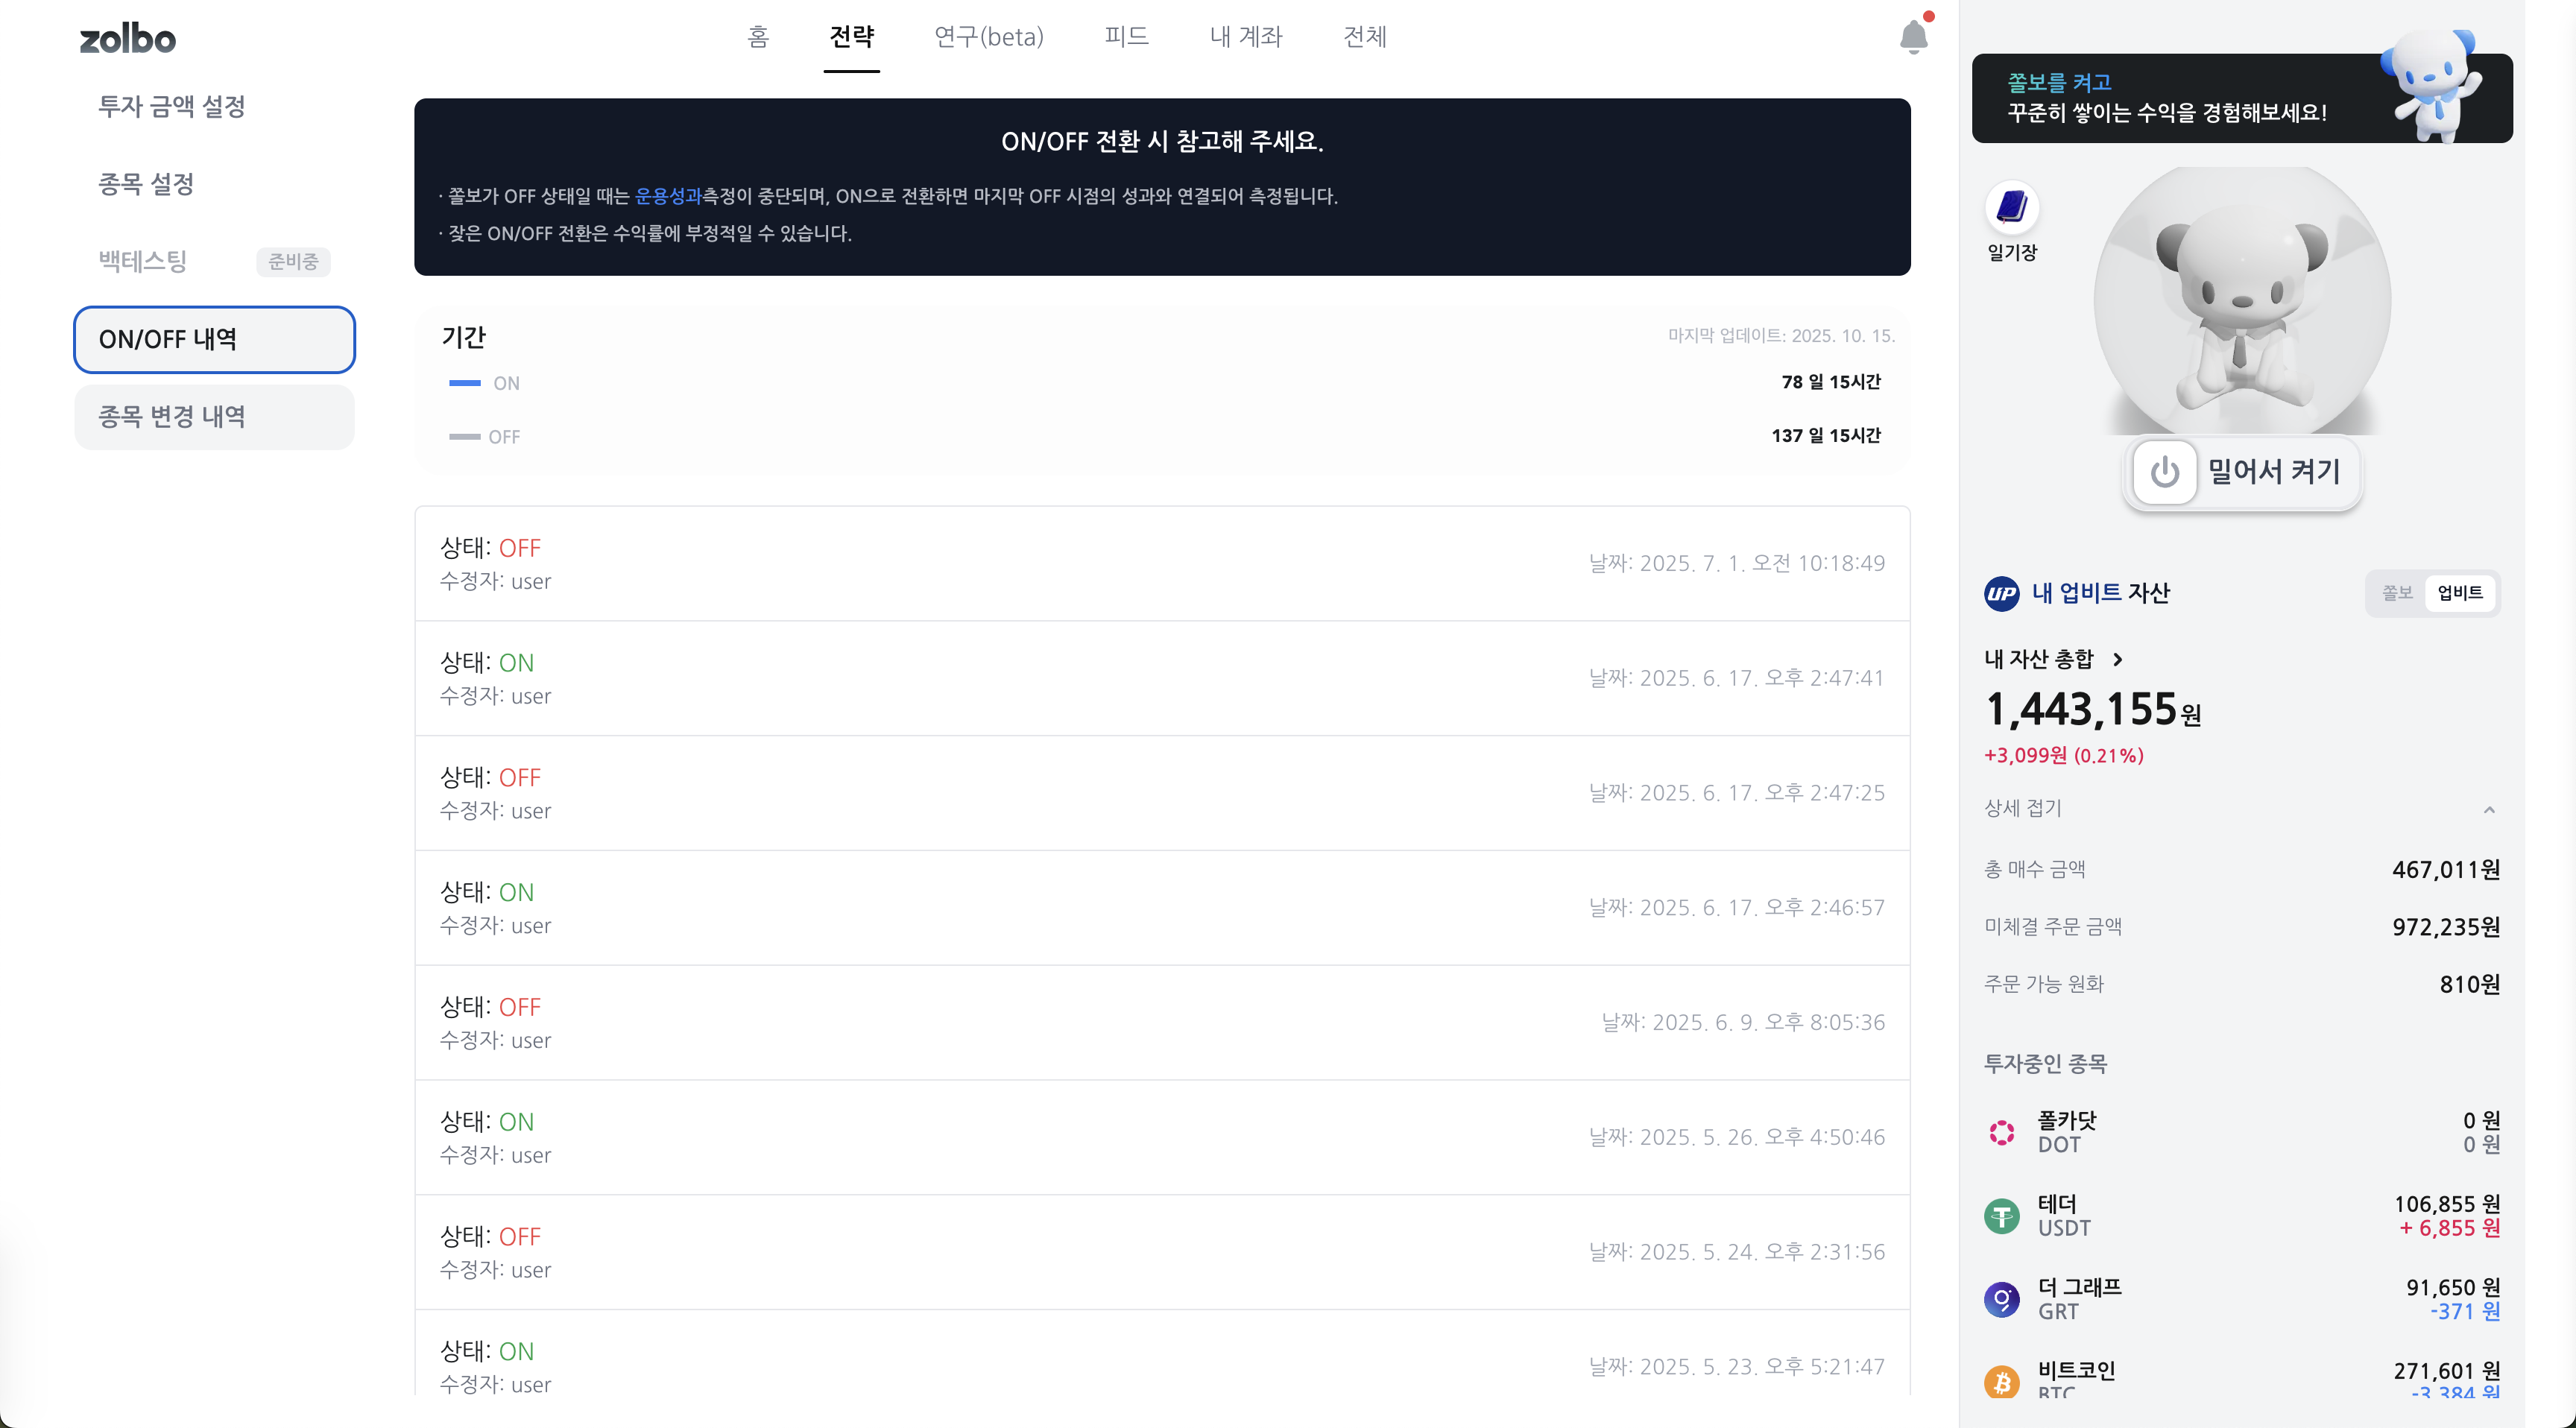 zolbo
홈
전략
연구(beta)
피드
내 계좌
전체
투자 금액 설정
종목 설정
백테스팅
준비중
ON/OFF 내역
종목 변경 내역
ON/OFF 전환 시 참고해 주세요.
· 쫄보가 OFF 상태일 때는 운용성과측정이 중단되며, ON으로 전환하면 마지막 OFF 시점의 성과와 연결되어 측정됩니다.
· 잦은 ON/OFF 전환은 수익률에 부정적일 수 있습니다.
기간
마지막 업데이트: 2025. 10. 15.
ON
78 일 15시간
OFF
137 일 15시간
상태: OFF
수정자: user
날짜: 2025. 7. 1. 오전 10:18:49
상태: ON
수정자: user
날짜: 2025. 6. 17. 오후 2:47:41
상태: OFF
수정자: user
날짜: 2025. 6. 17. 오후 2:47:25
상태: ON
수정자: user
날짜: 2025. 6. 17. 오후 2:46:57
상태: OFF
수정자: user
날짜: 2025. 6. 9. 오후 8:05:36
상태: ON
수정자: user
날짜: 2025. 5. 26. 오후 4:50:46
상태: OFF
수정자: user
날짜: 2025. 5. 24. 오후 2:31:56
상태: ON
수정자: user
날짜: 2025. 5. 23. 오후 5:21:47
쫄보를 켜고
꾸준히 쌓이는 수익을 경험해보세요!
일기장
밀어서 켜기
UP
내 업비트 자산
쫄보
업비트
내 자산 총합
1,443,155원
+3,099원 (0.21%)
상세 접기
총 매수 금액
467,011원
미체결 주문 금액
972,235원
주문 가능 원화
810원
투자중인 종목
폴카닷
0 원
DOT
0 원
테더
106,855 원
USDT
+ 6,855 원
더 그래프
91,650 원
GRT
-371 원
비트코인
271,601 원
BTC
-3,384 원